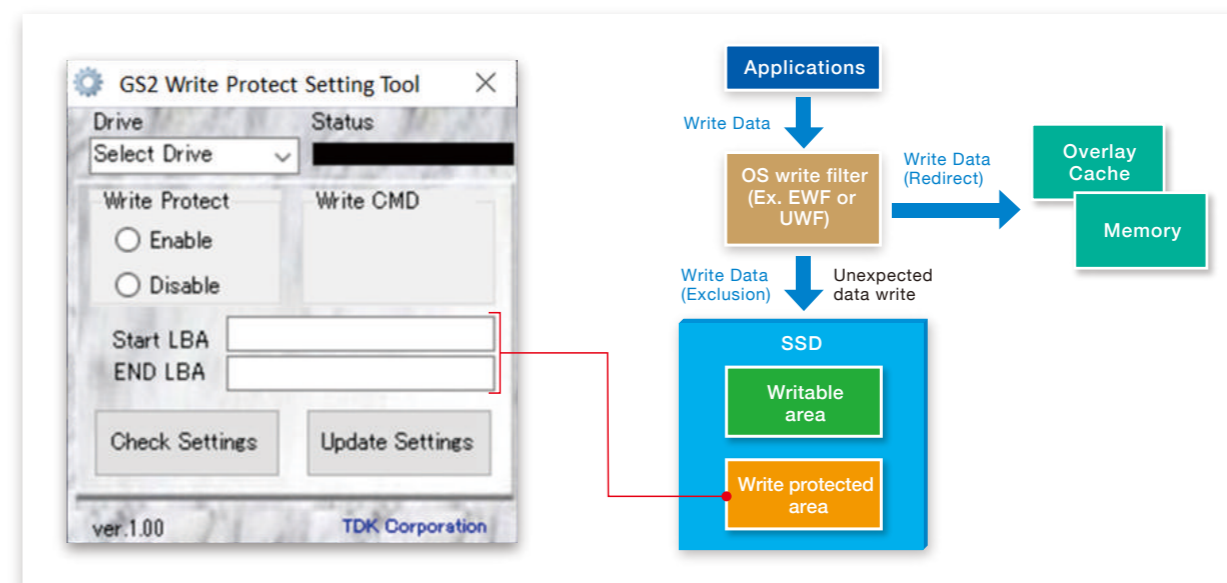 GS2 Write Protect Setting Tool
Drive
Status
Select Drive
Write Protect
Write CMD
Enable
Disable
Start LBA
END LBA
Check Settings
Update Settings
ver.1.00
TDK Corporation
Applications
Write Data
OS write filter
(Ex. EWF or
UWF)
Write Data
(Redirect)
Overlay
Cache
Memory
Write Data
(Exclusion)
Unexpected
data write
SSD
Writable
area
Write protected
area